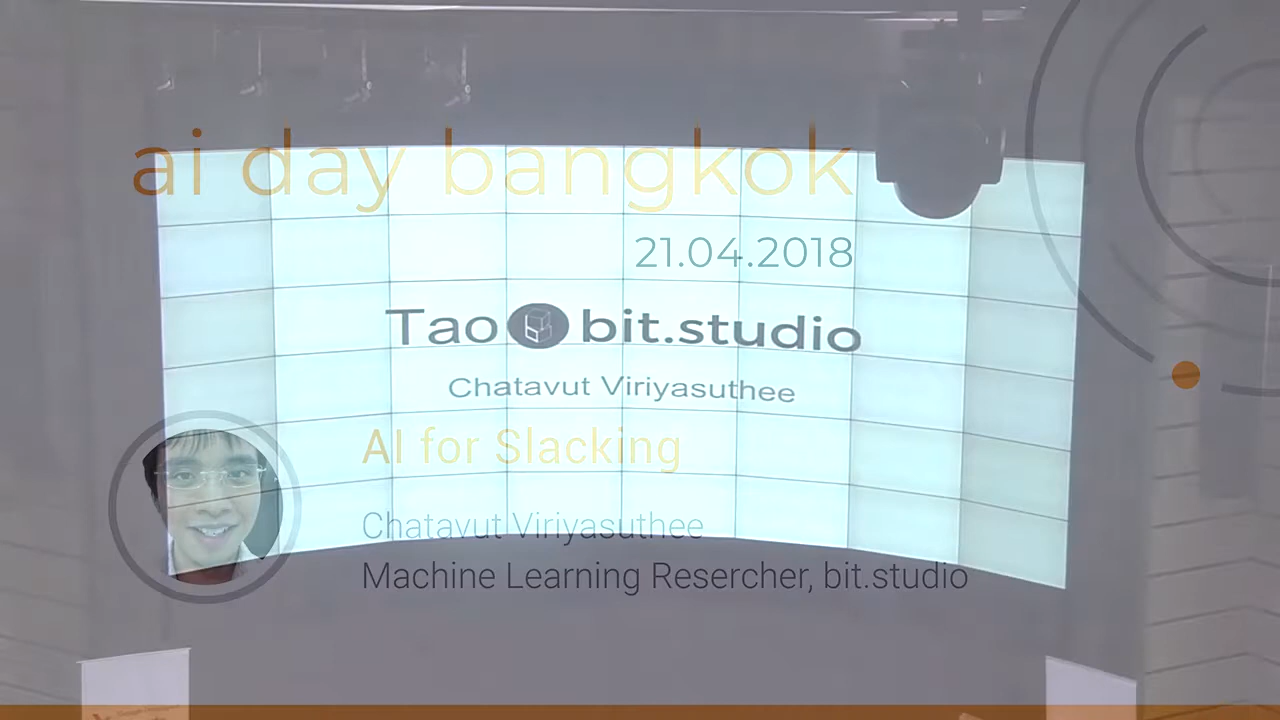 ai day bangkok
21.04.2018
Tao bit.studio
Chatavut Viriyasuthee
AI for Slacking
Chatavut Viriyasuthee
Machine Learning Resercher, bit.studio